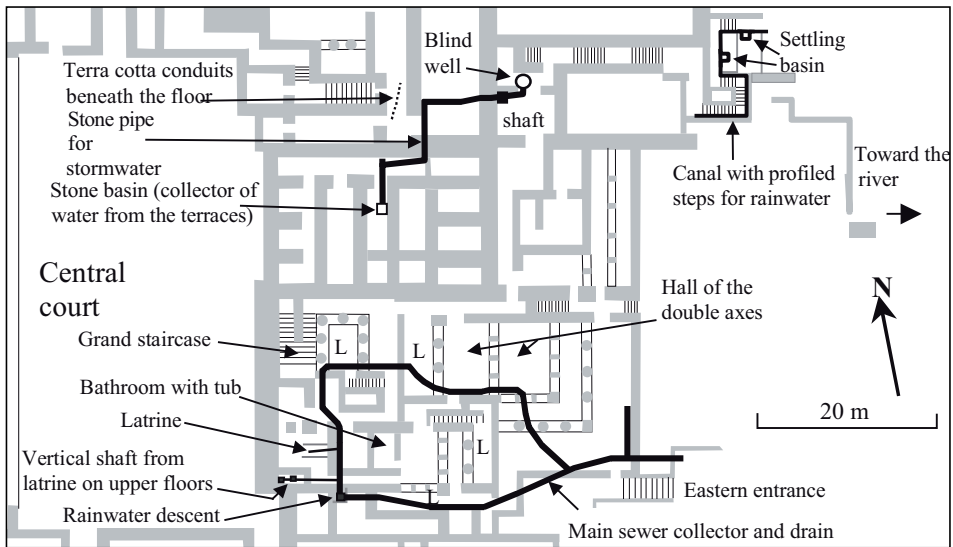 Terra cotta conduits
beneath the floor
Stone pipe
for
stormwater
Stone basin (collector of
water from the terraces)
Blind
well
shaft
Settling
basin
Canal with profiled
steps for rainwater
Toward the
river
Central
court
N
Hall of the
double axes
Grand staircase
L
L
Bathroom with tub
Latrine
20 m
L
Vertical shaft from
latrine on upper floors
Rainwater descent
L
Eastern entrance
Main sewer collector and drain